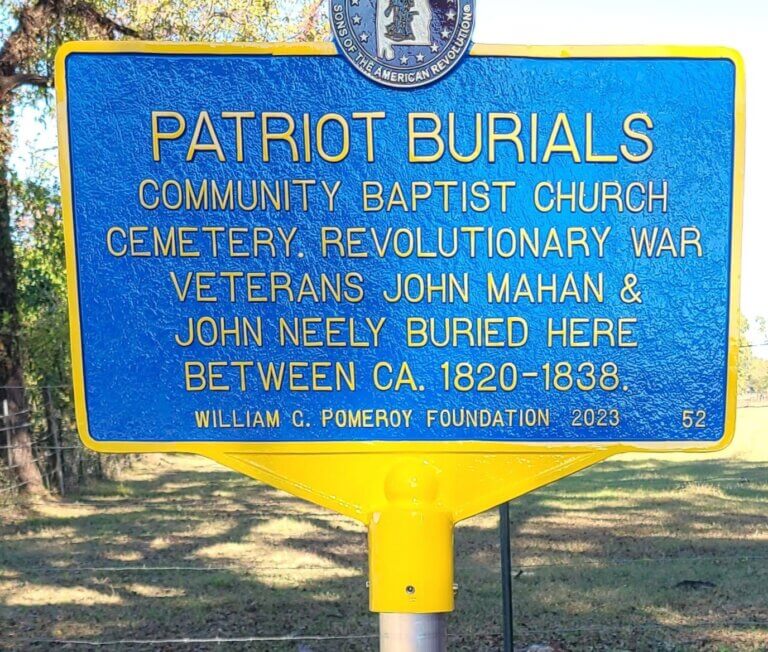 SONS OF THE AMERICAN REVOLUTION®
PATRIOT BURIALS
COMMUNITY BAPTIST CHURCH
CEMETERY. REVOLUTIONARY WAR
VETERANS JOHN MAHAN &
JOHN NEELY BURIED HERE
BETWEEN CA. 1820-1838.
WILLIAM G. POMEROY FOUNDATION 2023 52